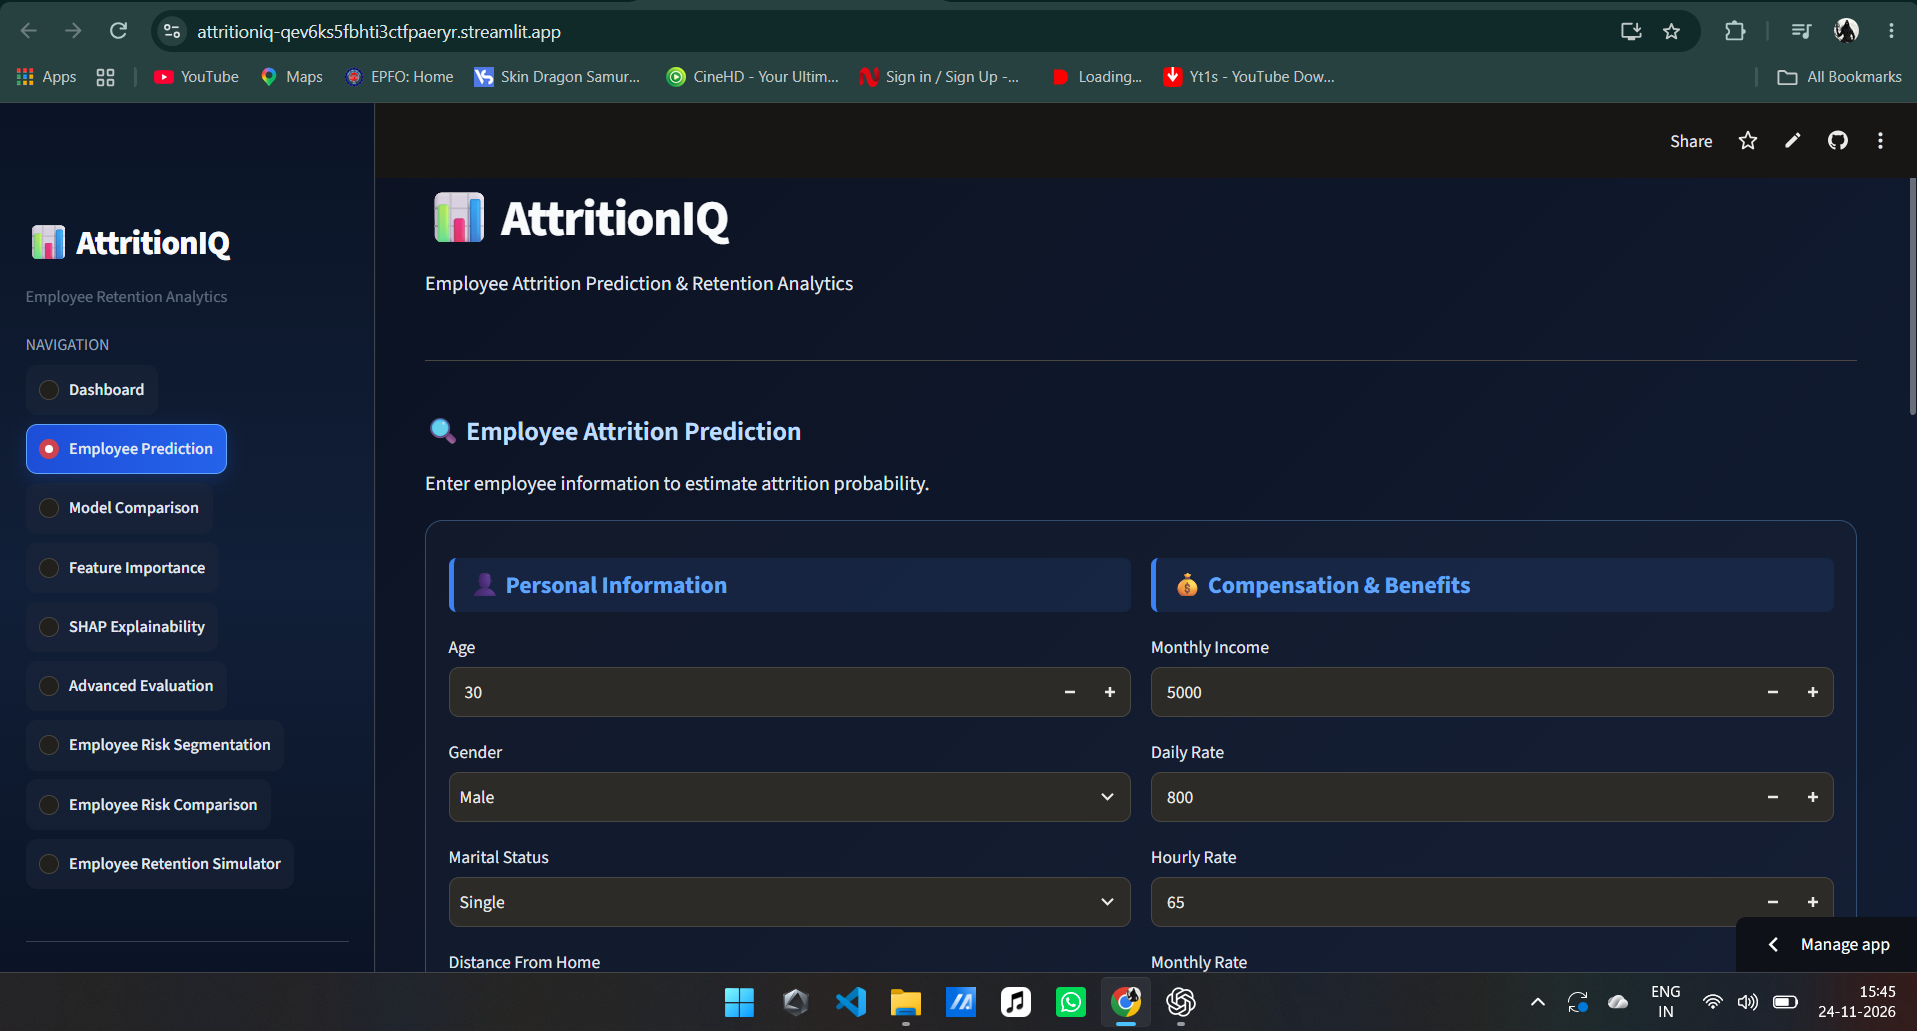 attritioniq-qev6ks5fbhti3ctfpaeryr.streamlit.app
Apps YouTube Maps EPFO: Home Skin Dragon Samur... CineHD - Your Ultim... Sign in / Sign Up -... Loading... Yt1s - YouTube Dow... All Bookmarks
Share
AttritionIQ
Employee Retention Analytics
NAVIGATION
Dashboard
Employee Prediction
Model Comparison
Feature Importance
SHAP Explainability
Advanced Evaluation
Employee Risk Segmentation
Employee Risk Comparison
Employee Retention Simulator
AttritionIQ
Employee Attrition Prediction & Retention Analytics
Employee Attrition Prediction
Enter employee information to estimate attrition probability.
Personal Information
Age
30
Gender
Male
Marital Status
Single
Distance From Home
Compensation & Benefits
Monthly Income
5000
Daily Rate
800
Hourly Rate
65
Monthly Rate
Manage app
ENG
IN
15:45
24-11-2026